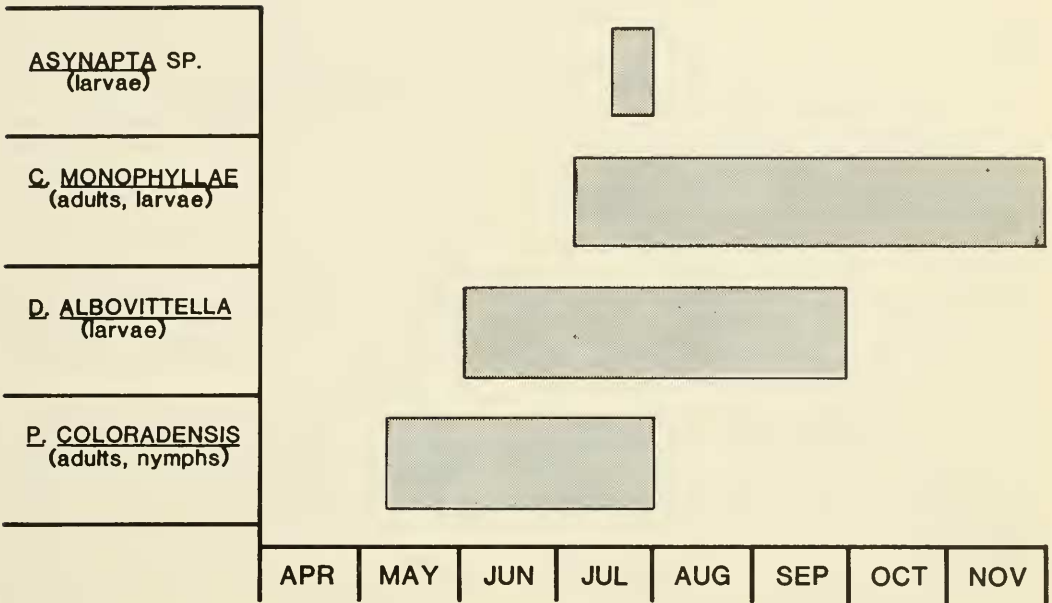 ASYNAPTA SP.
(larvae)
C. MONOPHYLLAE
(adults, larvae)
D. ALBOVITTELLA
(larvae)
P. COLORADENSIS
(adults, nymphs)
APR MAY JUN JUL AUG SEP OCT NOV